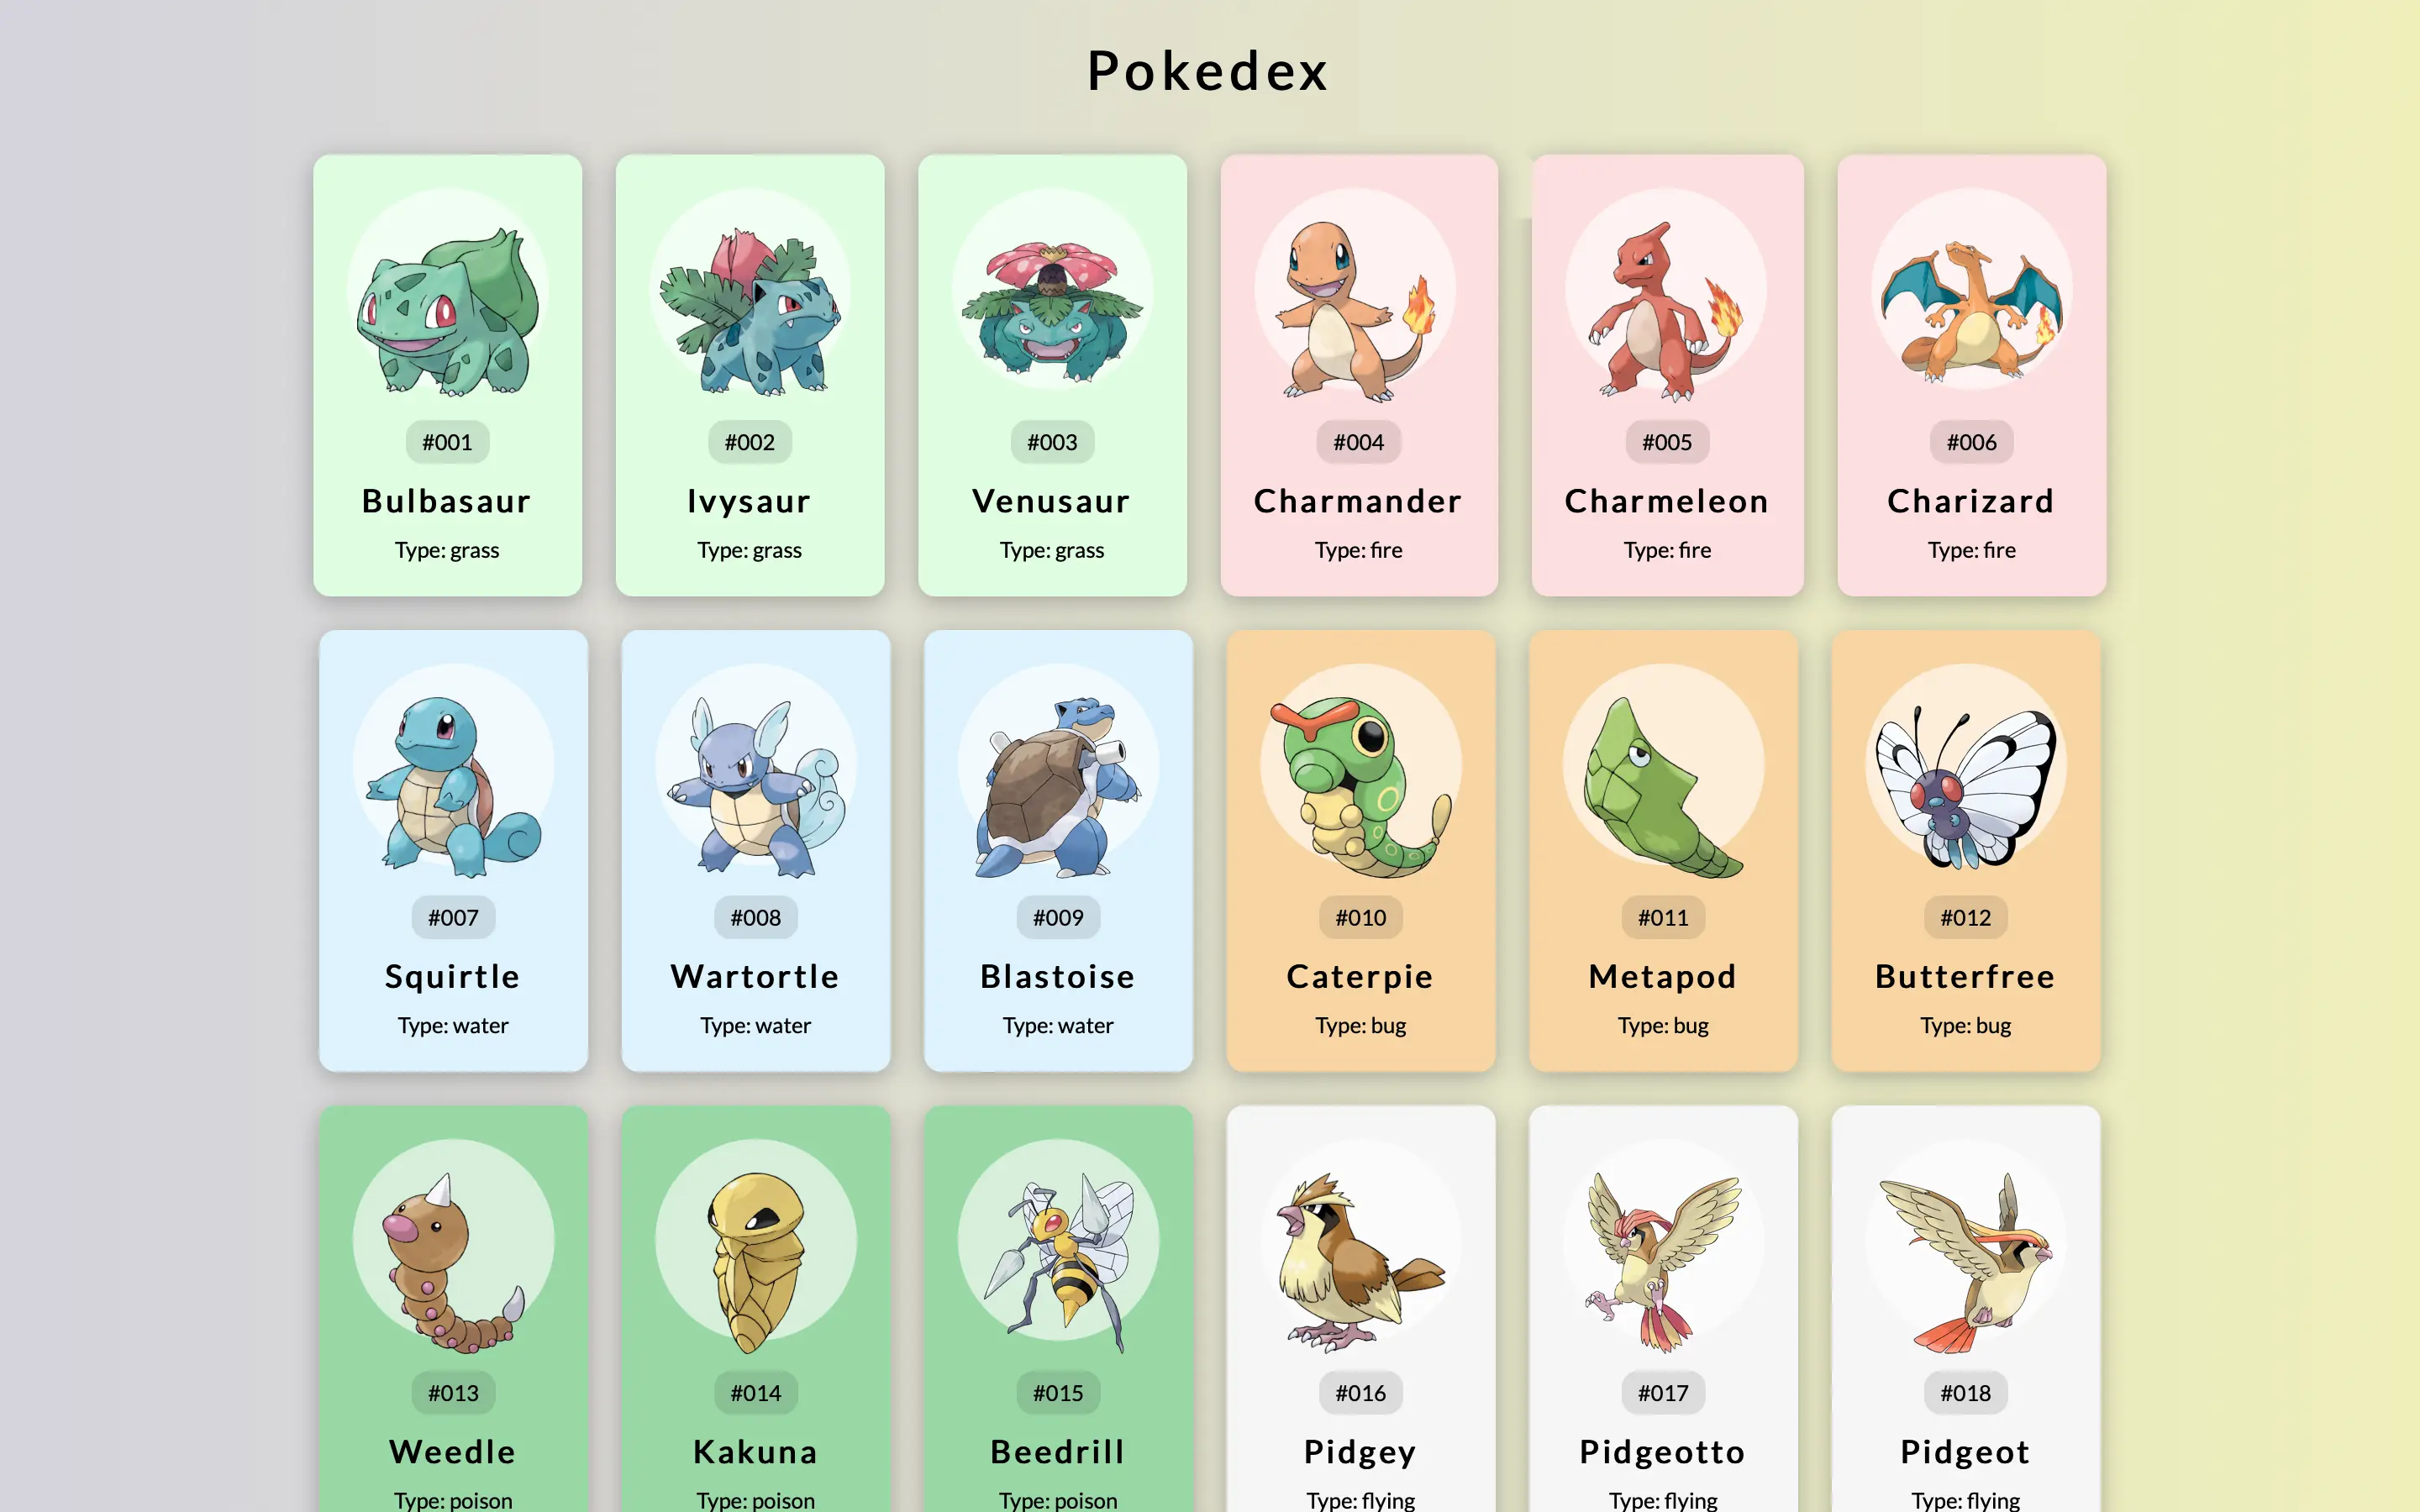 Pokedex
#001
Bulbasaur
Type: grass
#002
Ivysaur
Type: grass
#003
Venusaur
Type: grass
#004
Charmander
Type: fire
#005
Charmeleon
Type: fire
#006
Charizard
Type: fire
#007
Squirtle
Type: water
#008
Wartortle
Type: water
#009
Blastoise
Type: water
#010
Caterpie
Type: bug
#011
Metapod
Type: bug
#012
Butterfree
Type: bug
#013
Weedle
Type: poison
#014
Kakuna
Type: poison
#015
Beedrill
Type: poison
#016
Pidgey
Type: flying
#017
Pidgeotto
Type: flying
#018
Pidgeot
Type: flying